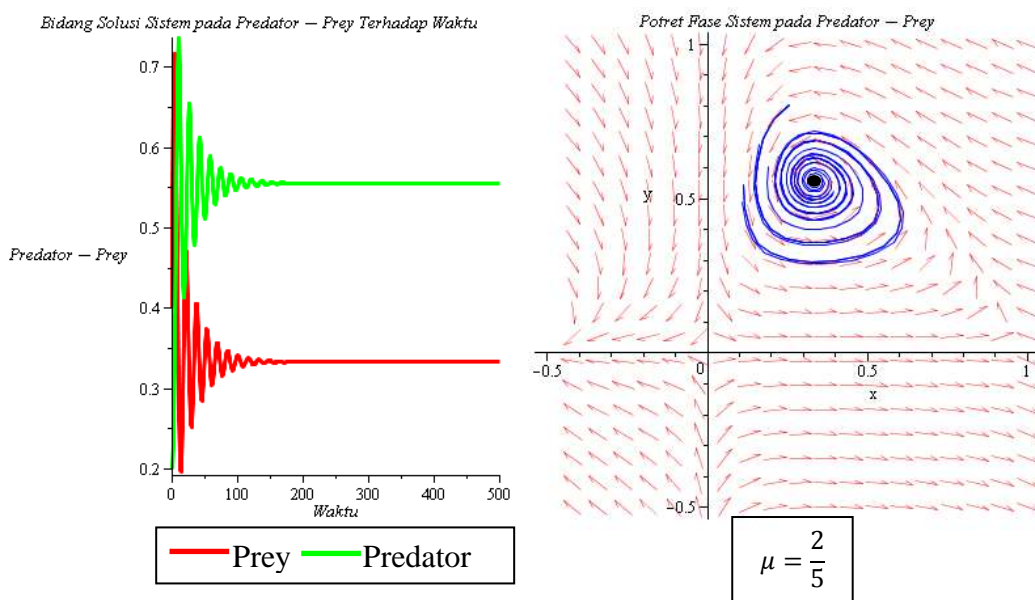 Bidang Solusi Sistem pada Predator – Prey Terhadap Waktu
0.7
0.6
0.5
Predator – Prey
0.4
0.3
0.2
0 100 200 300 400 500
Waktu
Prey Predator
Potret Fase Sistem pada Predator – Prey
1
y 0.5
-0.5 0 0.5 1
x
-0.5
μ = 2/5